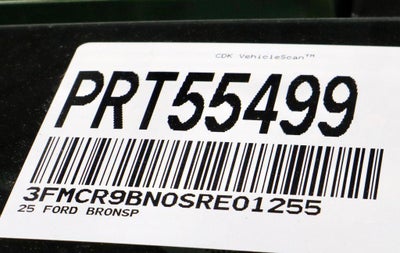 CDK VehicleScan™
PRT55499
3FMCR9BN0SRE01255
25 FORD BRONSP